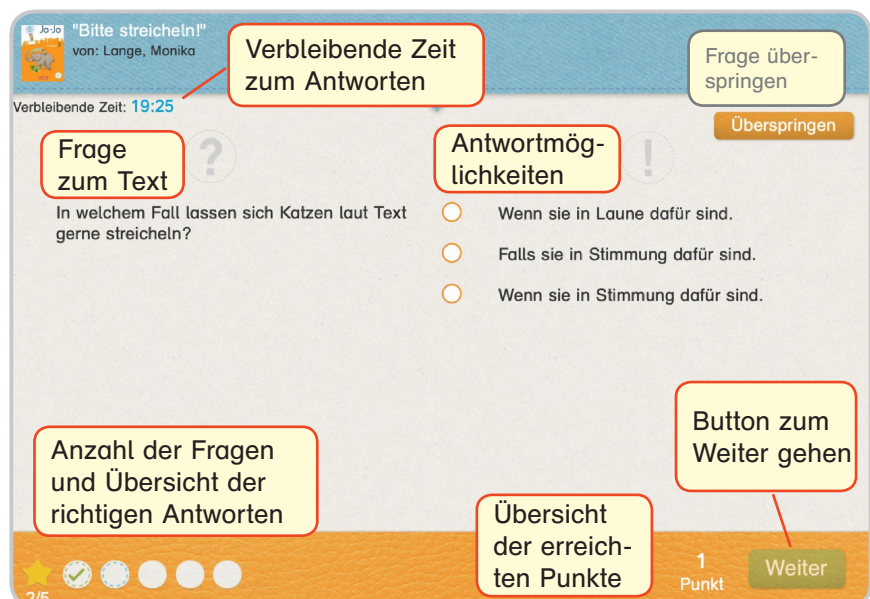 Jo-Jo
"Bitte streicheln!"
von: Lange, Monika
Verbleibende Zeit
zum Antworten
Frage über-
springen
Verbleibende Zeit: 19:25
Überspringen
Frage
zum Text
?
Antwortmög-
lichkeiten
!
In welchem Fall lassen sich Katzen laut Text
gerne streicheln?
Wenn sie in Laune dafür sind.
Falls sie in Stimmung dafür sind.
Wenn sie in Stimmung dafür sind.
Anzahl der Fragen
und Übersicht der
richtigen Antworten
Übersicht
der erreich-
ten Punkte
Button zum
Weiter gehen
2/5
1
Punkt
Weiter